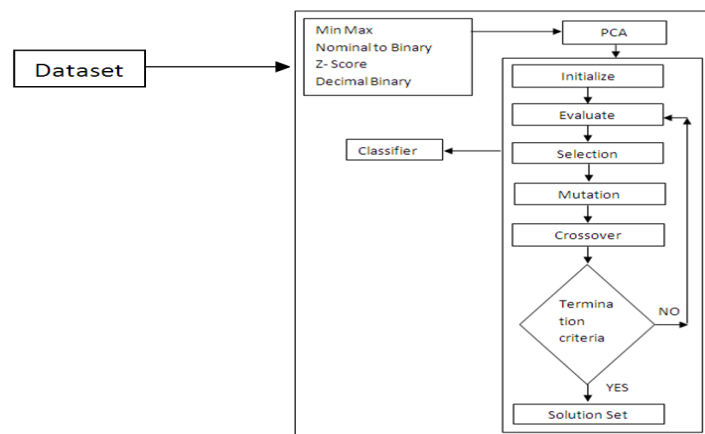 Dataset
Min Max
Nominal to Binary
Z- Score
Decimal Binary
PCA
Initialize
Evaluate
Classifier
Selection
Mutation
Crossover
Termina
tion
criteria
NO
YES
Solution Set